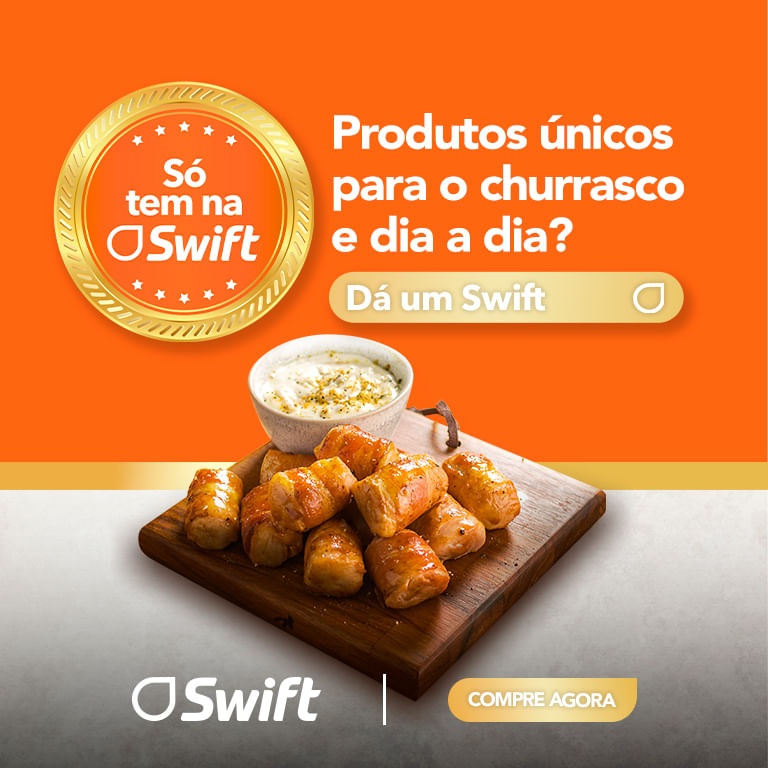 Só
tem na
Swift
Produtos únicos
para o churrasco
e dia a dia?
Dá um Swift
Swift
COMPRE AGORA